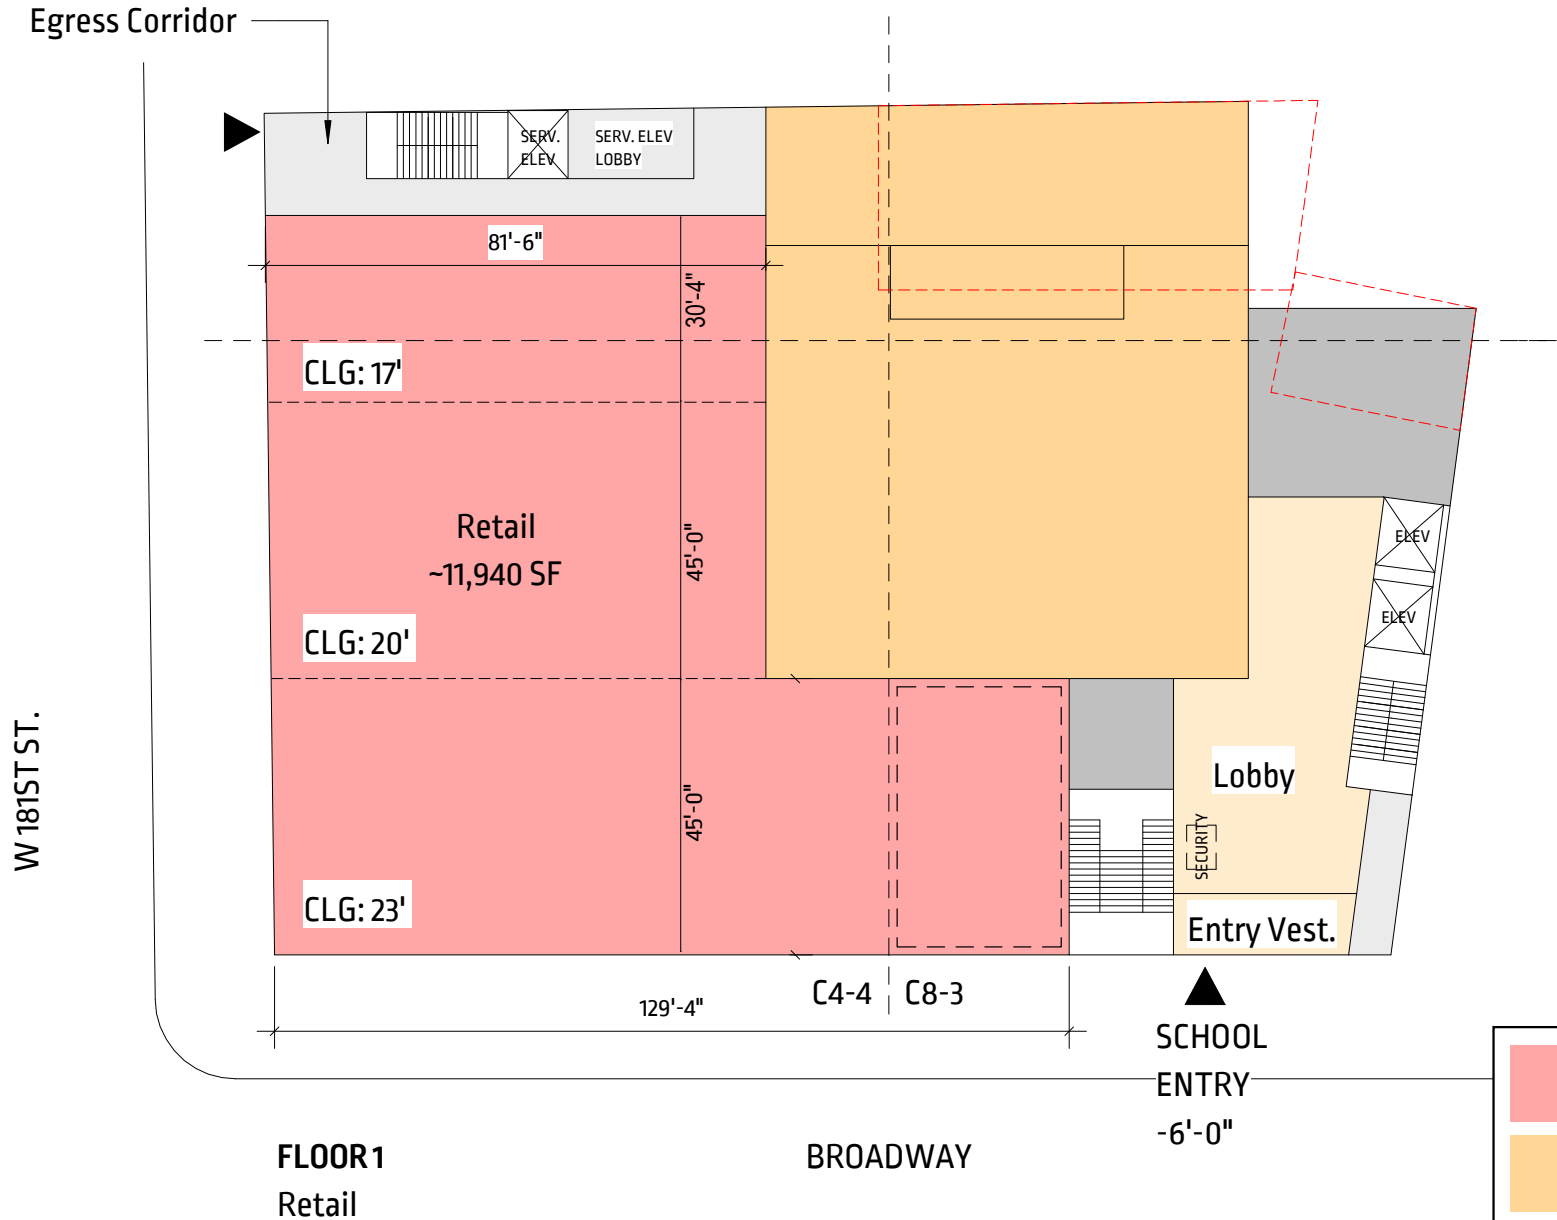 Egress Corridor
SERV.
ELEV
SERV. ELEV
LOBBY
81'-6"
30'-4"
CLG: 17'
Retail
~11,940 SF
45'-0"
ELEV
ELEV
CLG: 20'
W 181ST ST.
Lobby
45'-0"
SECURITY
CLG: 23'
Entry Vest.
C4-4
C8-3
129'-4"
SCHOOL
ENTRY
-6'-0"
FLOOR 1
Retail
BROADWAY